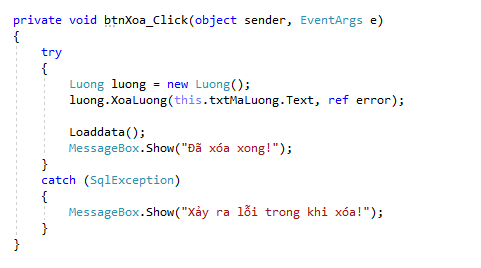 private void btnXoa_Click(object sender, EventArgs e)
{
try
{
Luong luong = new Luong();
luong.XoaLuong(this.txtMaLuong.Text, ref error);
Loaddata();
MessageBox.Show("Đã xóa xong!");
}
catch (SqlException)
{
MessageBox.Show("Xảy ra lỗi trong khi xóa!");
}
}